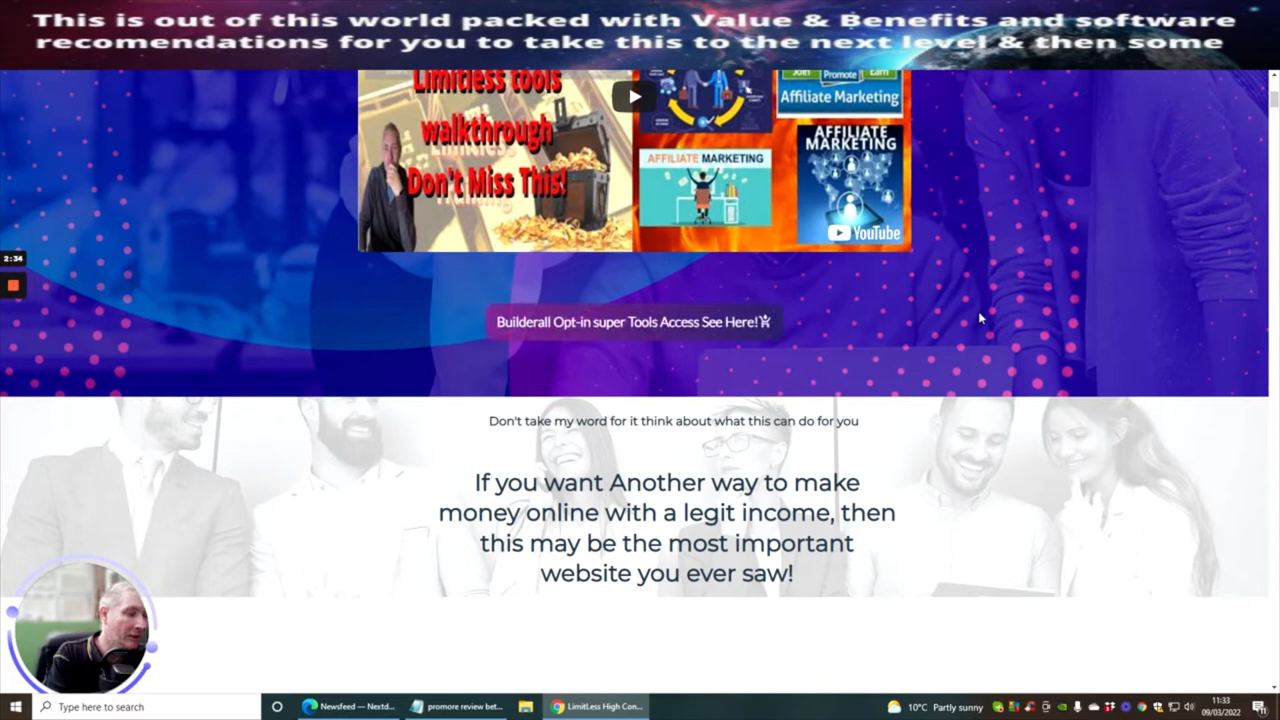 This is out of this world packed with Value & Benefits and software
recomendations for you to take this to the next level & then some
Limitless tools
walkthrough
Don't Miss This!
Join
Promote
Earn
Affiliate Marketing
AFFILIATE MARKETING
AFFILIATE
MARKETING
YouTube
2:34
Builderall Opt-in super Tools Access See Here!
Don't take my word for it think about what this can do for you
If you want Another way to make
money online with a legit income, then
this may be the most important
website you ever saw!
Type here to search
Newsfeed — Nextd...
promore review bet...
LimitLess High Con...
10°C Partly sunny
11:33
09/03/2022